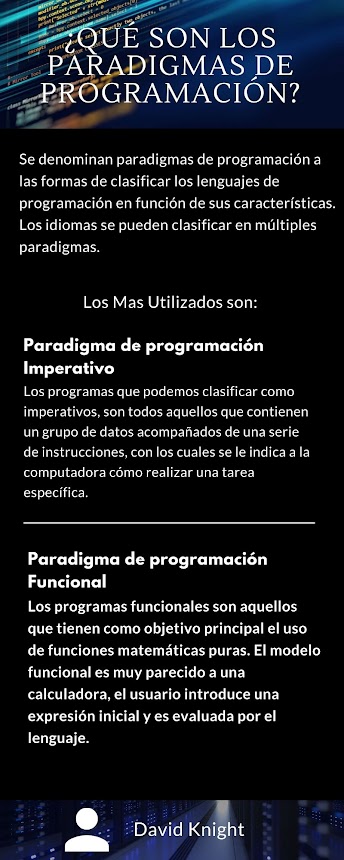 ¿QUÉ SON LOS
PARADIGMAS DE
PROGRAMACIÓN?
Se denominan paradigmas de programación a
las formas de clasificar los lenguajes de
programación en función de sus características.
Los idiomas se pueden clasificar en múltiples
paradigmas.
Los Mas Utilizados son:
Paradigma de programación
Imperativo
Los programas que podemos clasificar como
imperativos, son todos aquellos que contienen
un grupo de datos acompañados de una serie
de instrucciones, con los cuales se le indica a la
computadora cómo realizar una tarea
específica.
Paradigma de programación
Funcional
Los programas funcionales son aquellos
que tienen como objetivo principal el uso
de funciones matemáticas puras. El modelo
funcional es muy parecido a una
calculadora, el usuario introduce una
expresión inicial y es evaluada por el
lenguaje.
David Knight